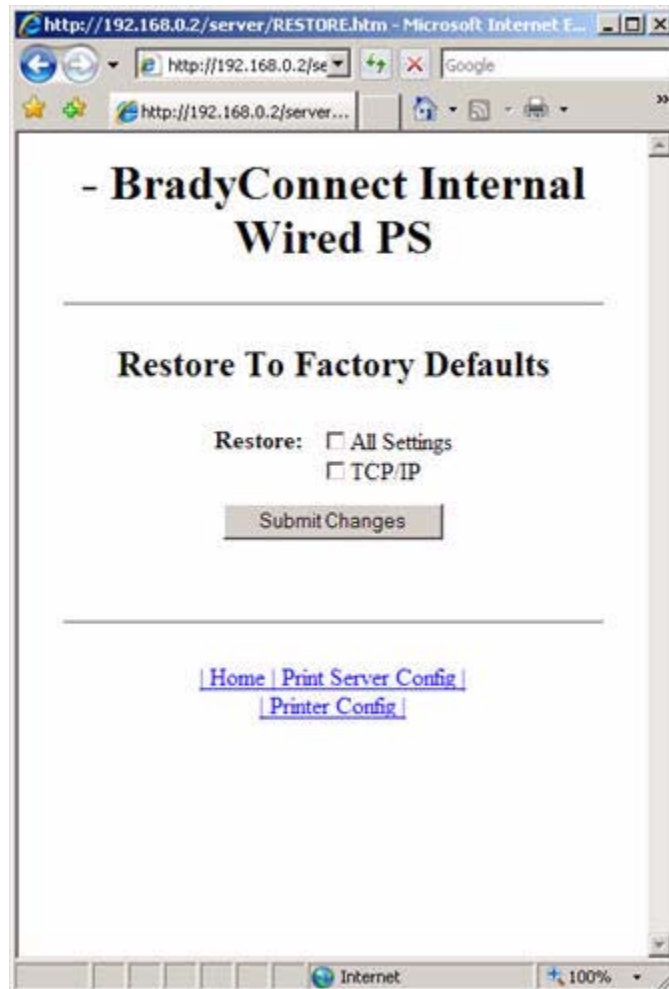 http://192.168.0.2/server/RESTORE.htm - Microsoft Internet E...
http://192.168.0.2/se
Google
http://192.168.0.2/server...
- BradyConnect Internal
Wired PS
Restore To Factory Defaults
Restore: All Settings
TCP/IP
Submit Changes
| Home | Print Server Config |
| Printer Config |
Internet 100%